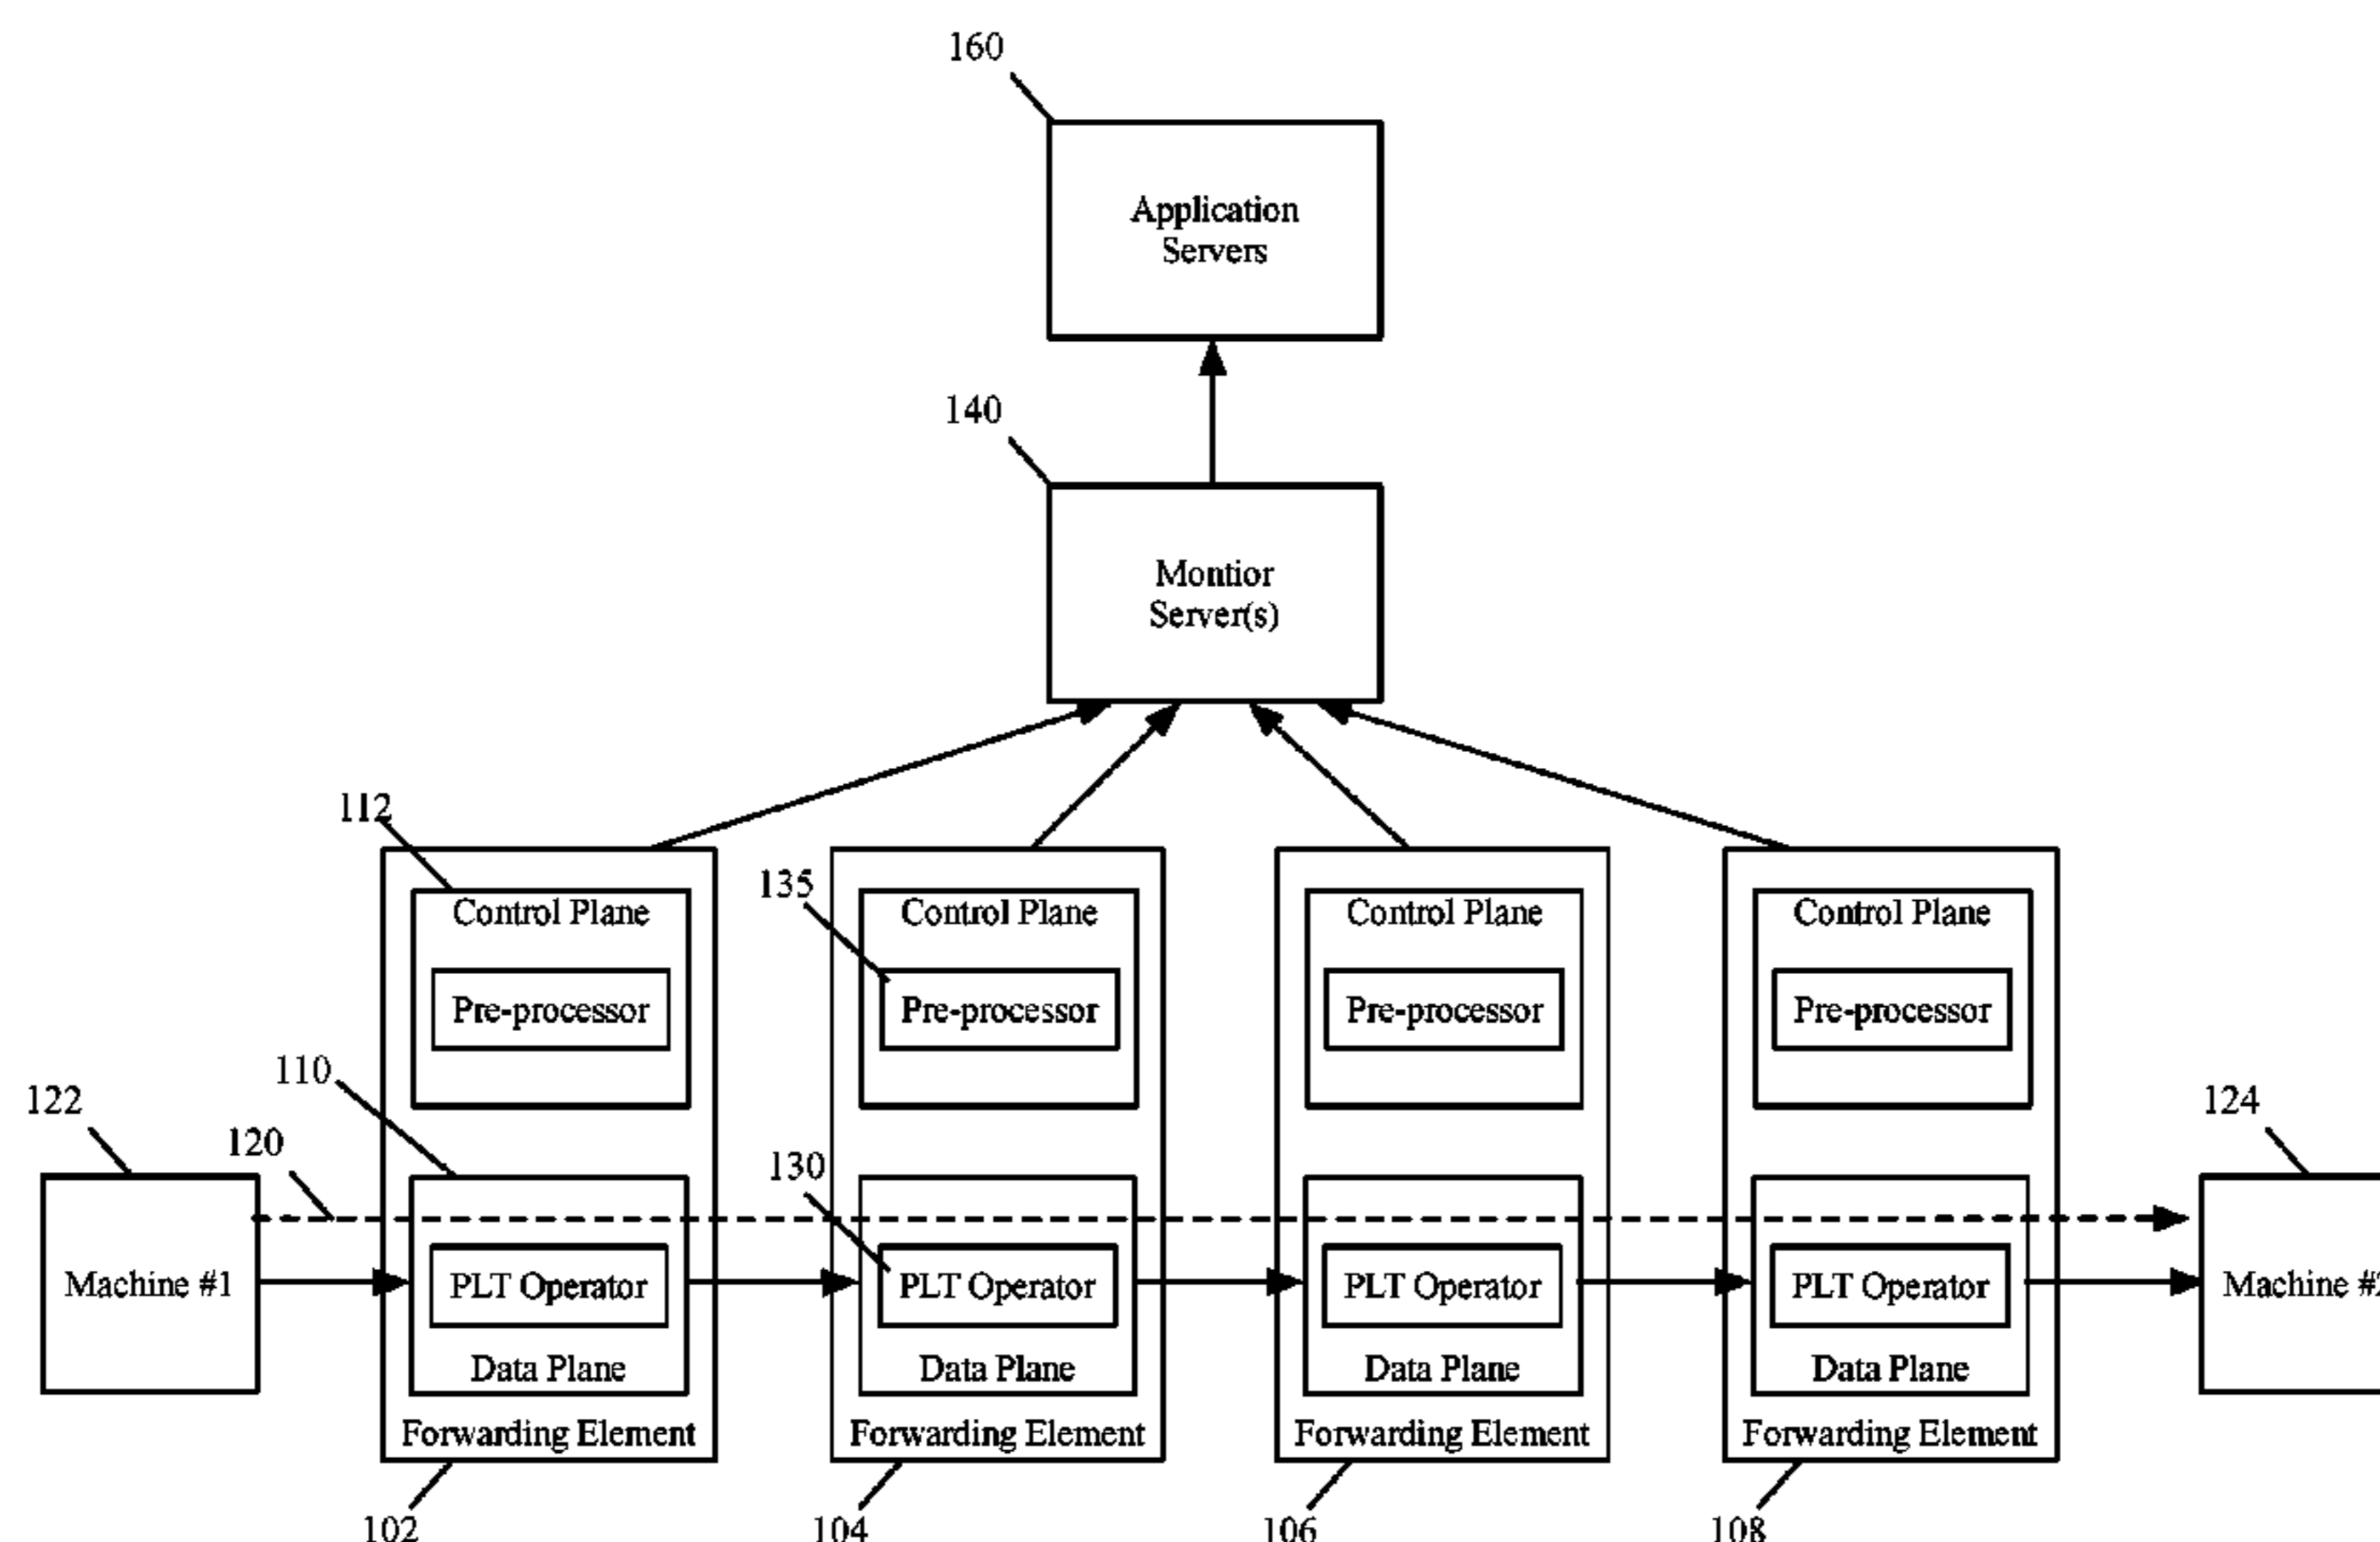 160
Application
Servers
140
Montior
Server(s)
112
135
Control Plane
Control Plane
Control Plane
Control Plane
Pre-processor
Pre-processor
Pre-processor
Pre-processor
110
122
124
120
130
Machine #1
PLT Operator
PLT Operator
PLT Operator
PLT Operator
Machine #2
Data Plane
Data Plane
Data Plane
Data Plane
Forwarding Element
Forwarding Element
Forwarding Element
Forwarding Element
102
104
106
108